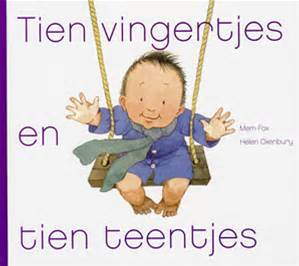 Tien vingertjes
en
Mem Fox
Helen Oxenbury
tien teentjes